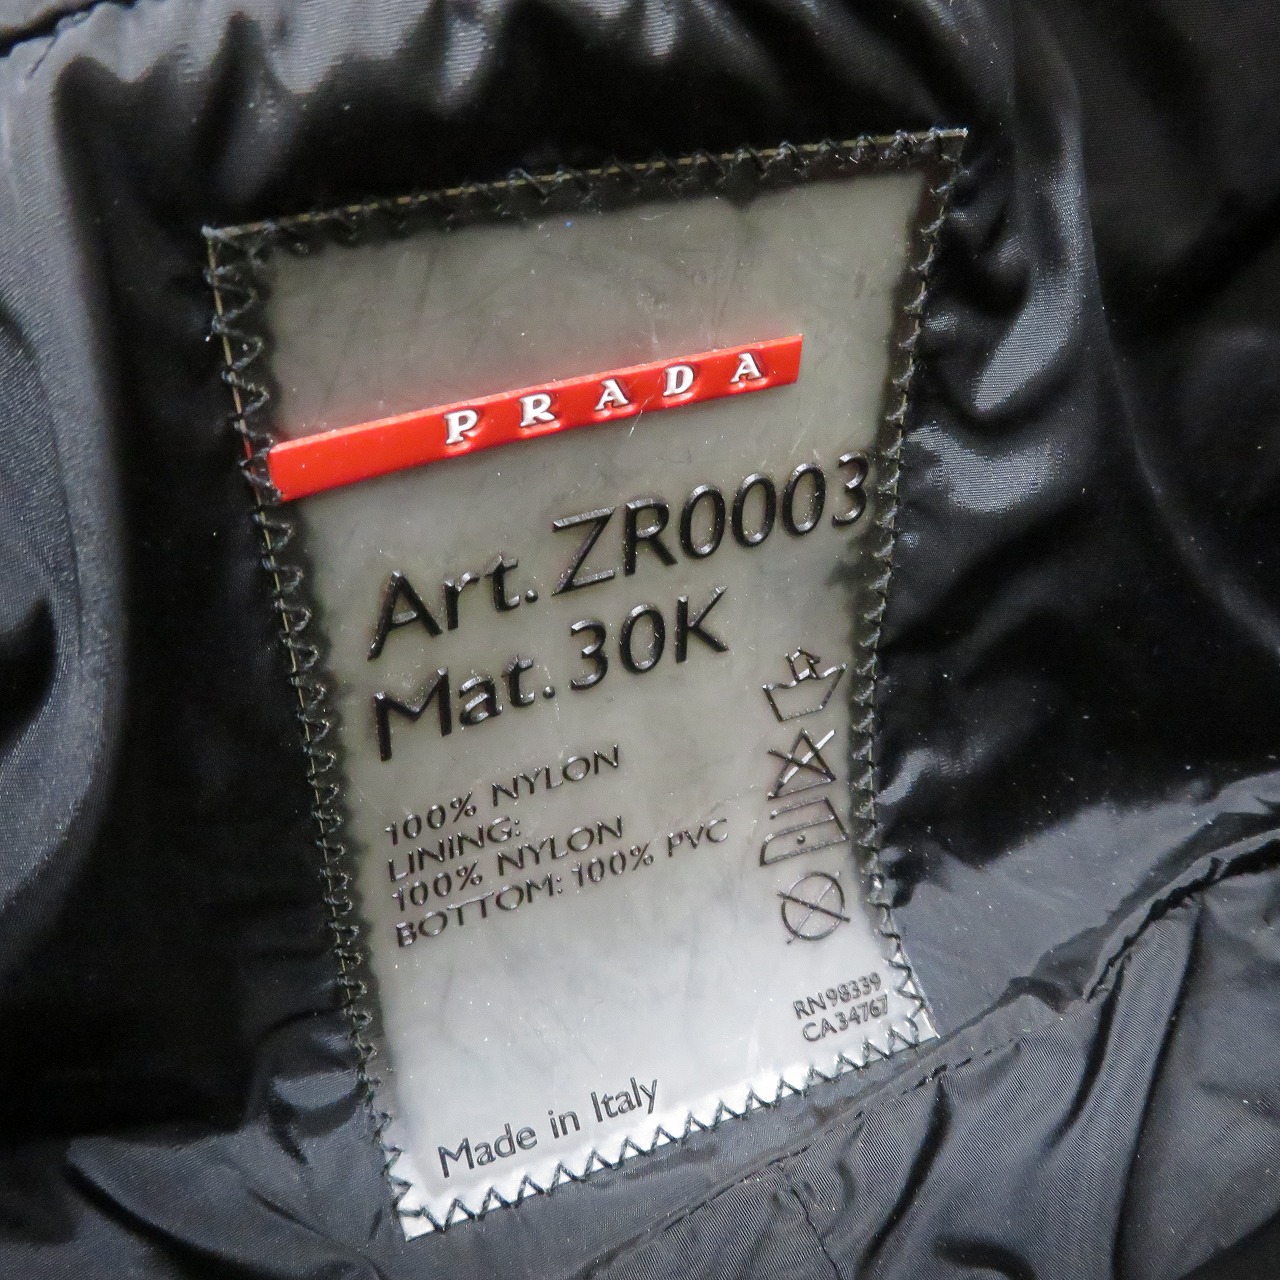 PRADA
Art. ZR0003
Mat. 30K
100% NYLON
LINING:
100% NYLON
BOTTOM: 100% PVC
RN98339
CA34767
Made in Italy